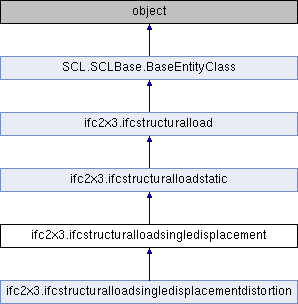 object
SCL.SCLBase.BaseEntityClass
ifc2x3.ifcstructuralload
ifc2x3.ifcstructuralloadstatic
ifc2x3.ifcstructuralloadsingledisplacement
ifc2x3.ifcstructuralloadsingledisplacementdistortion